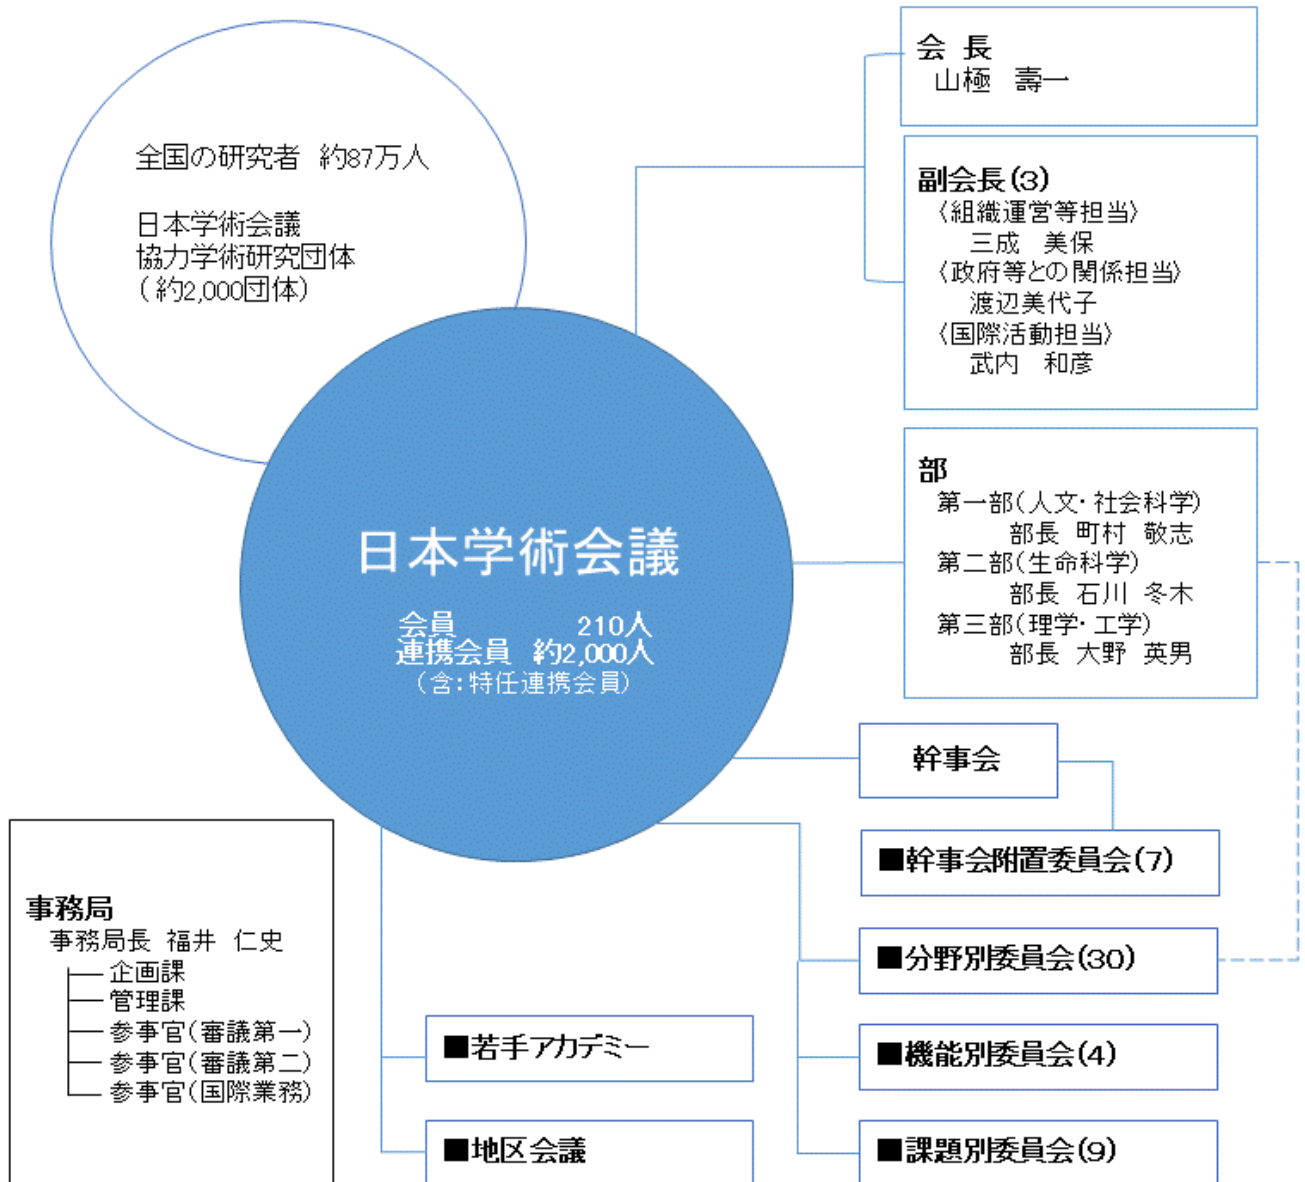 全国の研究者 約87万人
日本学術会議
協力学術研究団体
(約2,000団体)
会 長
山極 壽一
副会長(3)
〈組織運営等担当〉
三成 美保
〈政府等との関係担当〉
渡辺美代子
〈国際活動担当〉
武内 和彦
部
第一部(人文・社会科学)
部長 町村 敬志
第二部(生命科学)
部長 石川 冬木
第三部(理学・工学)
部長 大野 英男
日本学術会議
会員 210人
連携会員 約2,000人
(含:特任連携会員)
幹事会
■幹事会附置委員会(7)
■分野別委員会(30)
■機能別委員会(4)
■課題別委員会(9)
■若手アカデミー
■地区会議
事務局
事務局長 福井 仁史
企画課
管理課
参事官(審議第一)
参事官(審議第二)
参事官(国際業務)